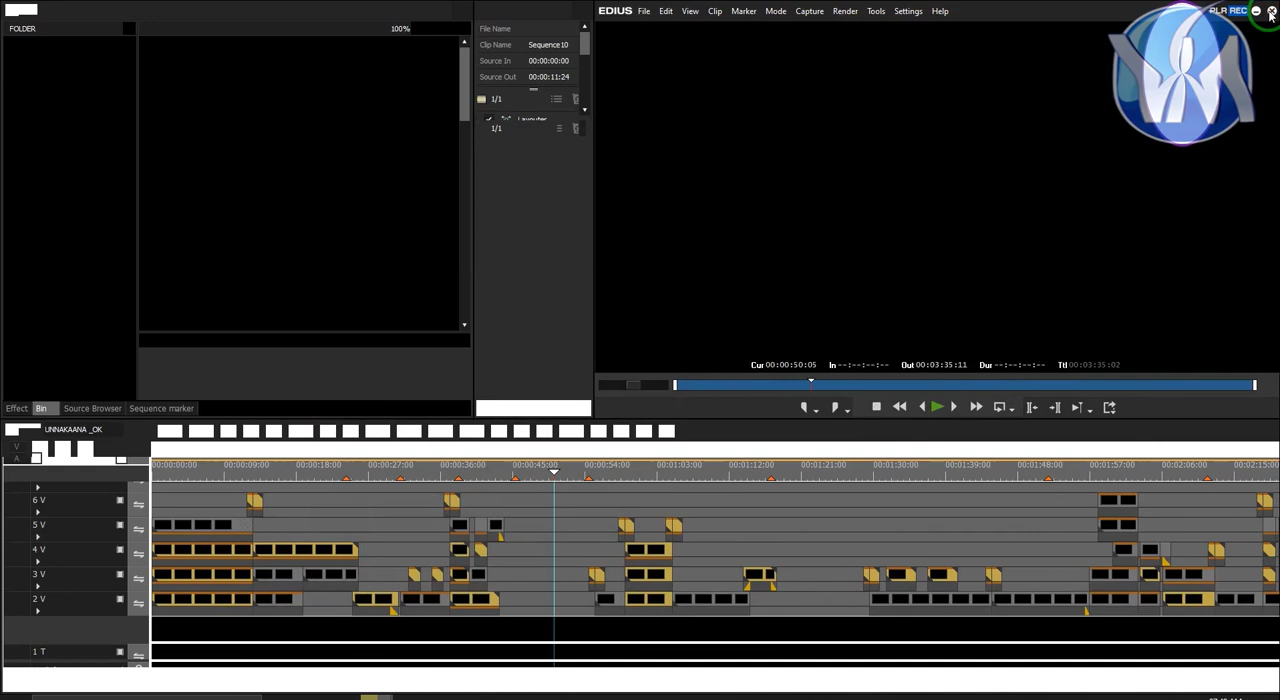 EDIUS File Edit View Clip Marker Mode Capture Render Tools Settings Help PLR REC
FOLDER
100%
File Name
Clip Name Sequence10
Source In 00:00:00:00
Source Out 00:00:11:24
1/1
Layouter
1/1
Cur 00:00:50:05 In --:--:--:-- Out 00:03:35:11 Dur --:--:--:-- Ttl 00:03:35:02
Effect Bin Source Browser Sequence marker
UNNAKAANA_OK
V
A
00:00:00:00 00:00:09:00 00:00:18:00 00:00:27:00 00:00:36:00 00:00:45:00 00:00:54:00 00:01:03:00 00:01:12:00 00:01:21:00 00:01:30:00 00:01:39:00 00:01:48:00 00:01:57:00 00:02:06:00 00:02:15:00
6 V
5 V
4 V
3 V
2 V
1 T